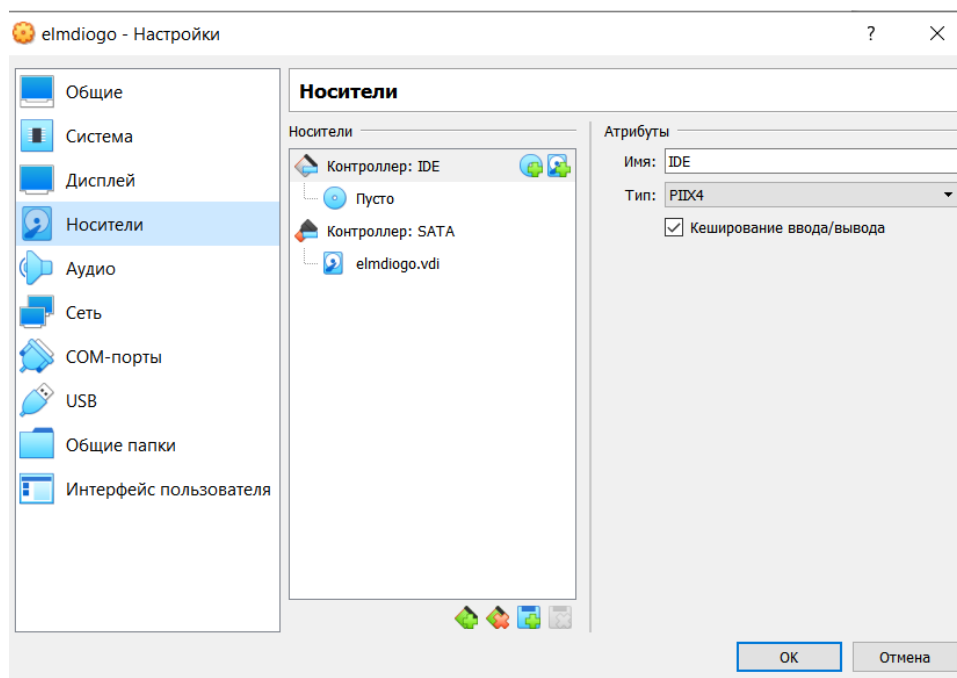 elmdiogo - Настройки
?
Общие
Система
Дисплей
Носители
Аудио
Сеть
COM-порты
USB
Общие папки
Интерфейс пользователя
Носители
Носители
Контроллер: IDE
Пусто
Контроллер: SATA
elmdiogo.vdi
Атрибуты
Имя: IDE
Тип: PIIX4
Кеширование ввода/вывода
OK
Отмена